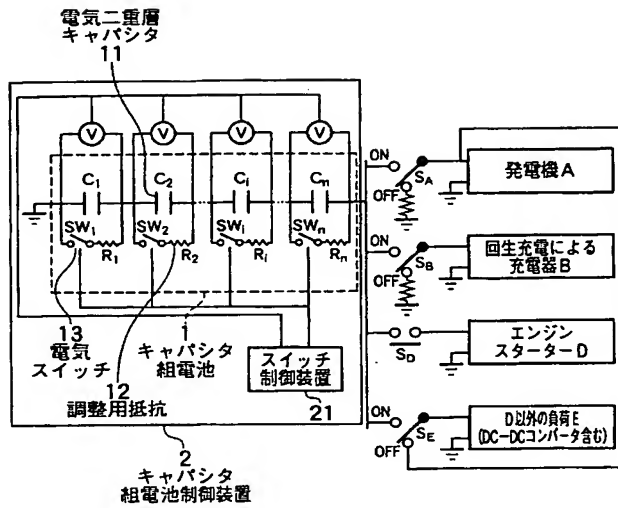 電気二重層
キャパシタ
11
V V V V
C1 C2 Ci Cn
SW1 SW2 SWi SWn
R1 R2 Ri Rn
13
電気
スイッチ
12
調整用抵抗
1
キャパシタ
組電池
スイッチ
制御装置
21
2
キャパシタ
組電池制御装置
ON
SA
OFF
発電機A
ON
SB
OFF
回生充電による
充電器B
SD
エンジン
スターターD
ON
SE
OFF
D以外の負荷E
(DC−DCコンバータ含む)